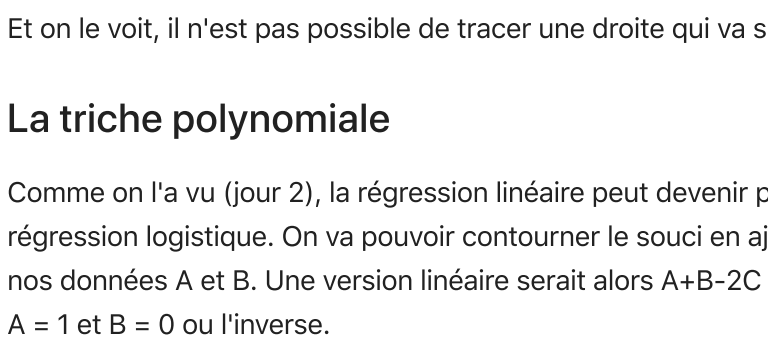 Et on le voit, il n'est pas possible de tracer une droite qui va
La triche polynomiale
Comme on l'a vu (jour 2), la régression linéaire peut devenir
régression logistique. On va pouvoir contourner le souci en
nos données A et B. Une version linéaire serait alors A+B-2C
A = 1 et B = 0 ou l'inverse.